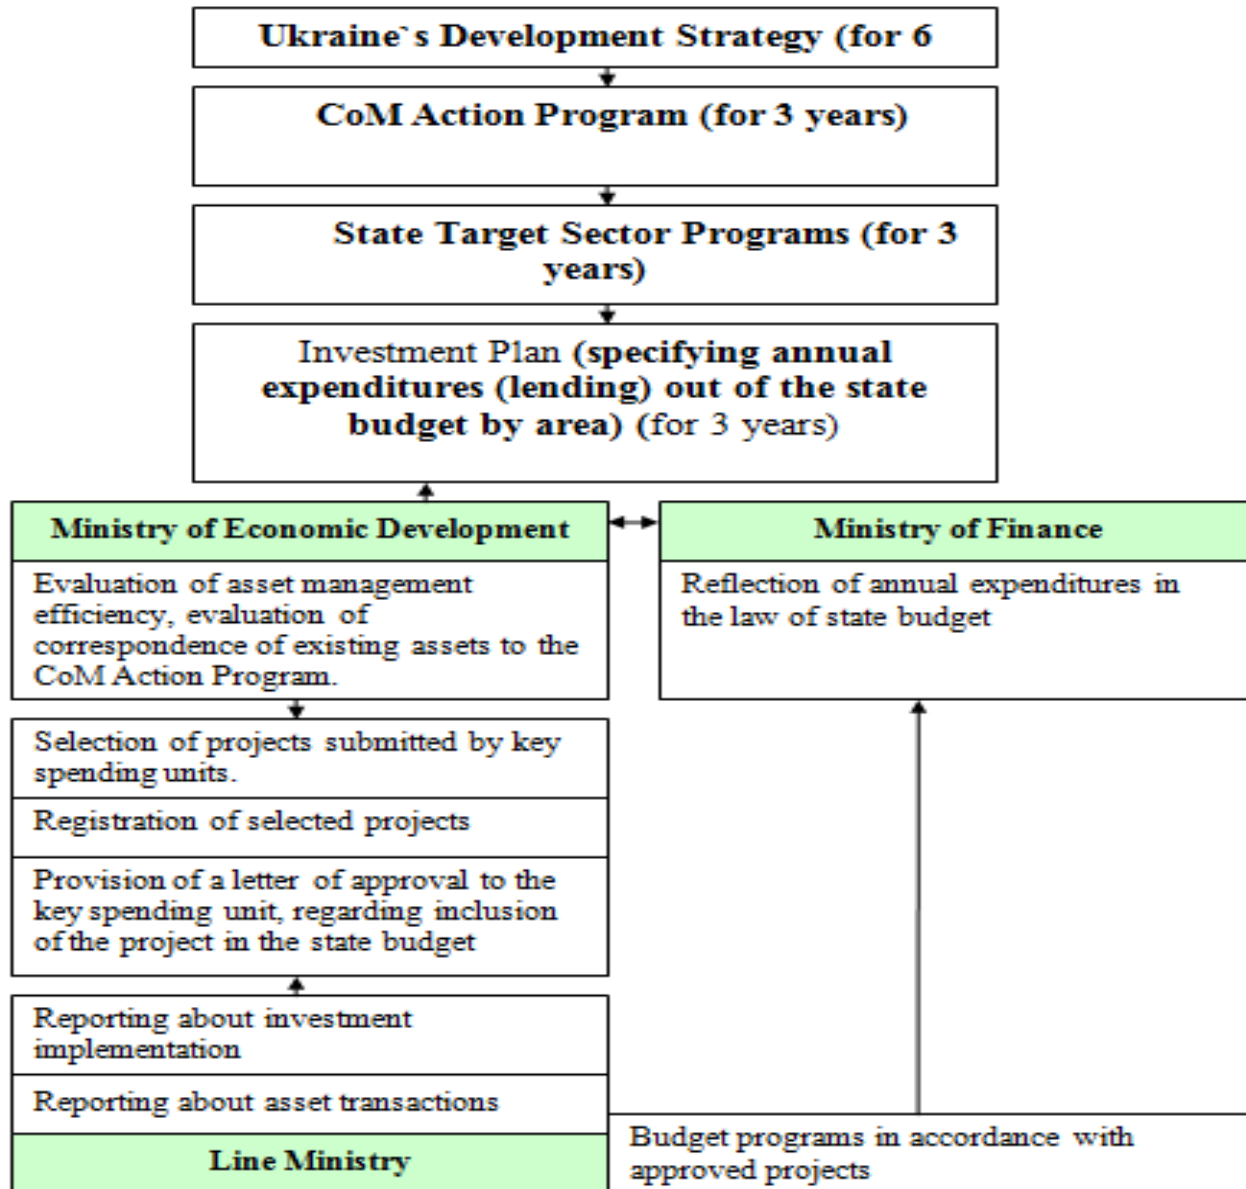 Ukraine`s Development Strategy (for 6
CoM Action Program (for 3 years)
State Target Sector Programs (for 3
years)
Investment Plan (specifying annual
expenditures (lending) out of the state
budget by area) (for 3 years)
Ministry of Economic Development
Ministry of Finance
Evaluation of asset management
efficiency, evaluation of
correspondence of existing assets to the
CoM Action Program.
Reflection of annual expenditures in
the law of state budget
Selection of projects submitted by key
spending units.
Registration of selected projects
Provision of a letter of approval to the
key spending unit, regarding inclusion
of the project in the state budget
Reporting about investment
implementation
Reporting about asset transactions
Line Ministry
Budget programs in accordance with
approved projects